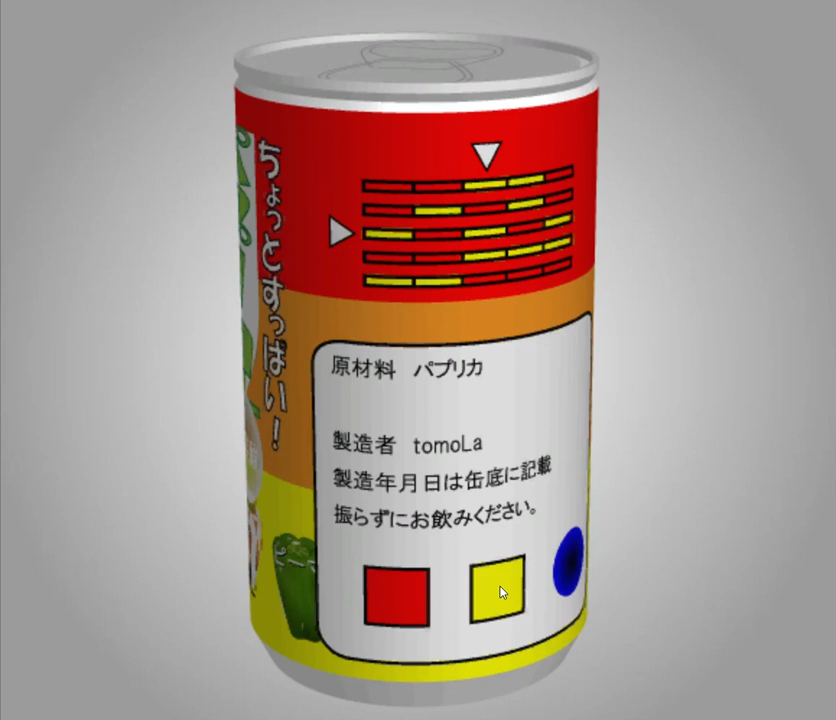 ちょっとすっぱい！
原材料 パプリカ
製造者 tomoLa
製造年月日は缶底に記載
振らずにお飲みください。
ピー